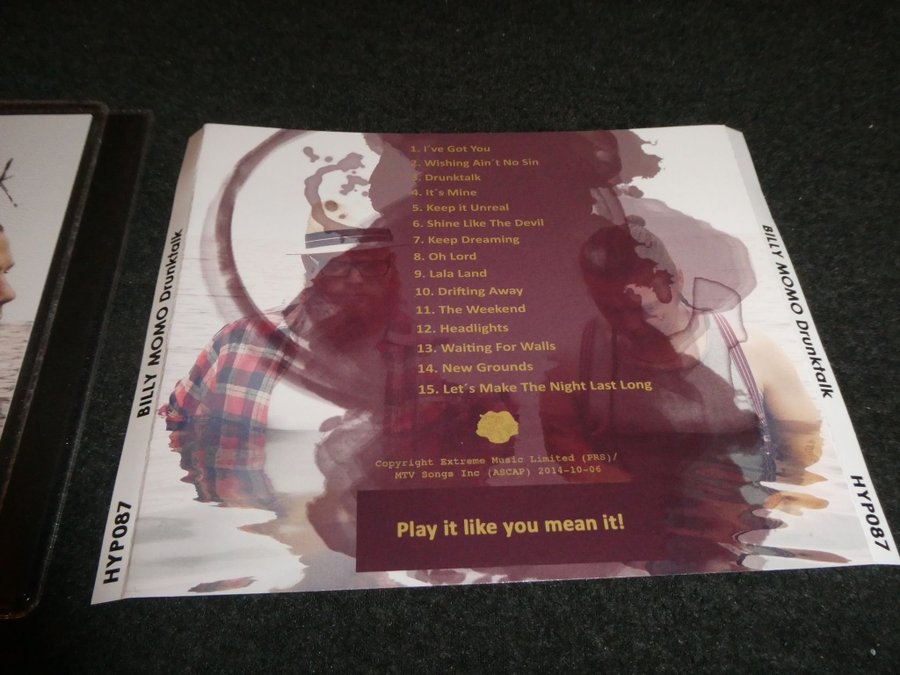 1. I´ve Got You
2. Wishing Ain´t No Sin
3. Drunktalk
4. It´s Mine
5. Keep it Unreal
6. Shine Like The Devil
7. Keep Dreaming
8. Oh Lord
9. Lala Land
10. Drifting Away
11. The Weekend
12. Headlights
13. Waiting For Walls
14. New Grounds
15. Let´s Make The Night Last Long
Copyright Extreme Music Limited (PRS)/
MTV Songs Inc (ASCAP) 2014-10-06
Play it like you mean it!
BILLY MOMO Drunktalk
HYP087
BILLY MOMO Drunktalk
HYP087